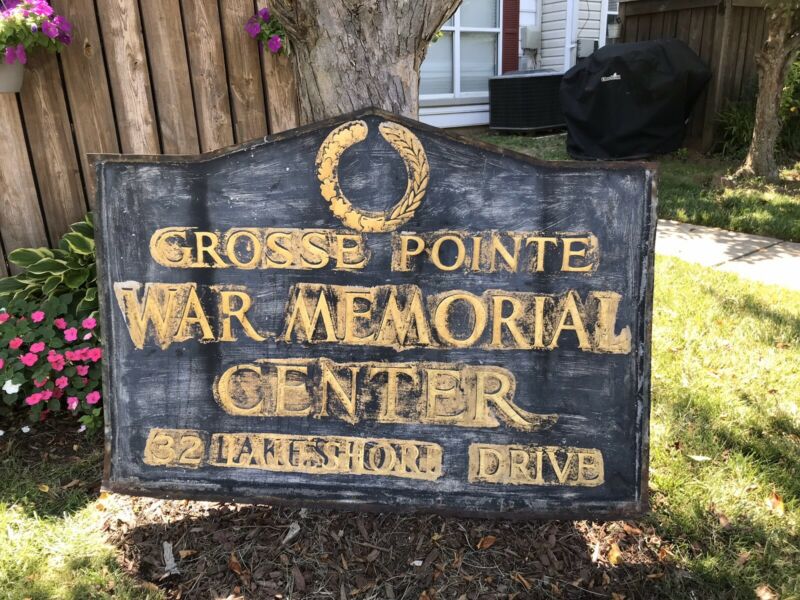 GROSSE POINTE
WAR MEMORIAL
CENTER
32 LAKESHORE DRIVE